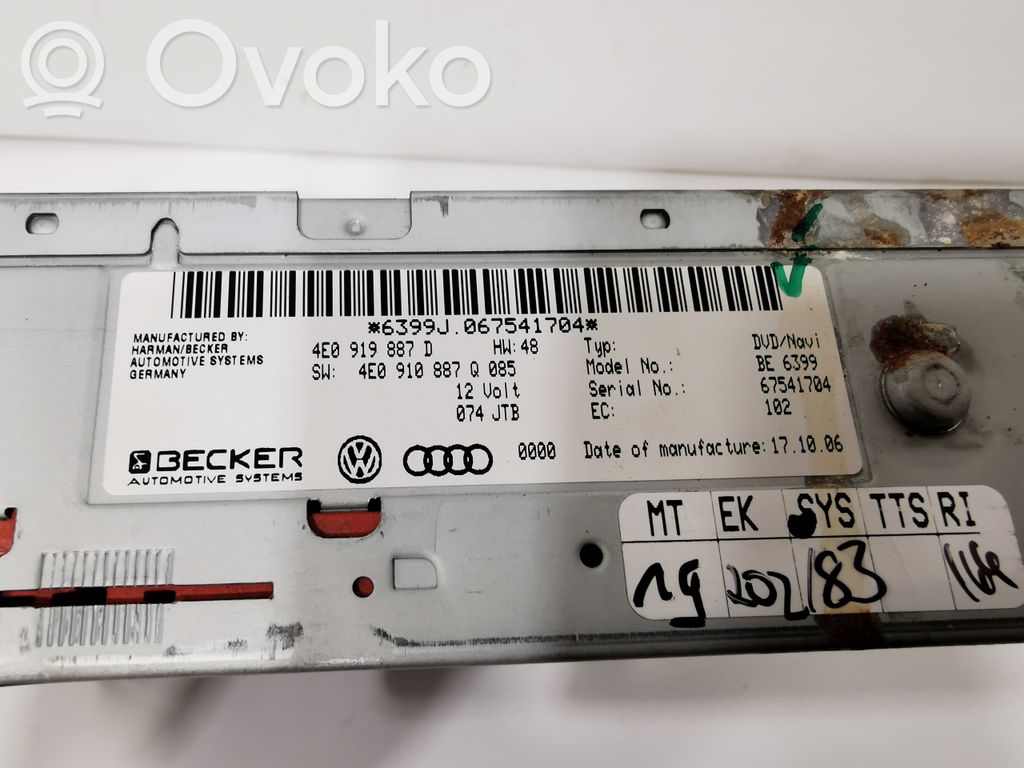 Ovoko
*6399J.067541704*
MANUFACTURED BY:
HARMAN/BECKER
AUTOMOTIVE SYSTEMS
GERMANY
4E0 919 887 D HW: 48
SW: 4E0 910 887 Q 085
12 Volt
074 JTB
Typ: DVD/Navi
Model No.: BE 6399
Serial No.: 67541704
EC: 102
BECKER
AUTOMOTIVE SYSTEMS
0000 Date of manufacture: 17.10.06
MT EK SYS TTS RI
19 202 183